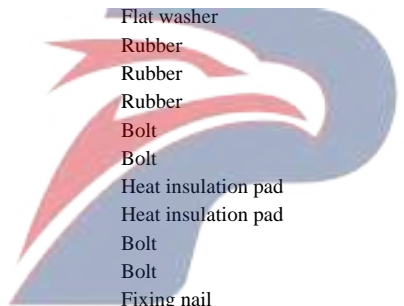 Flat washer
Rubber
Rubber
Rubber
Bolt
Bolt
Heat insulation pad
Heat insulation pad
Bolt
Bolt
Fixing nail